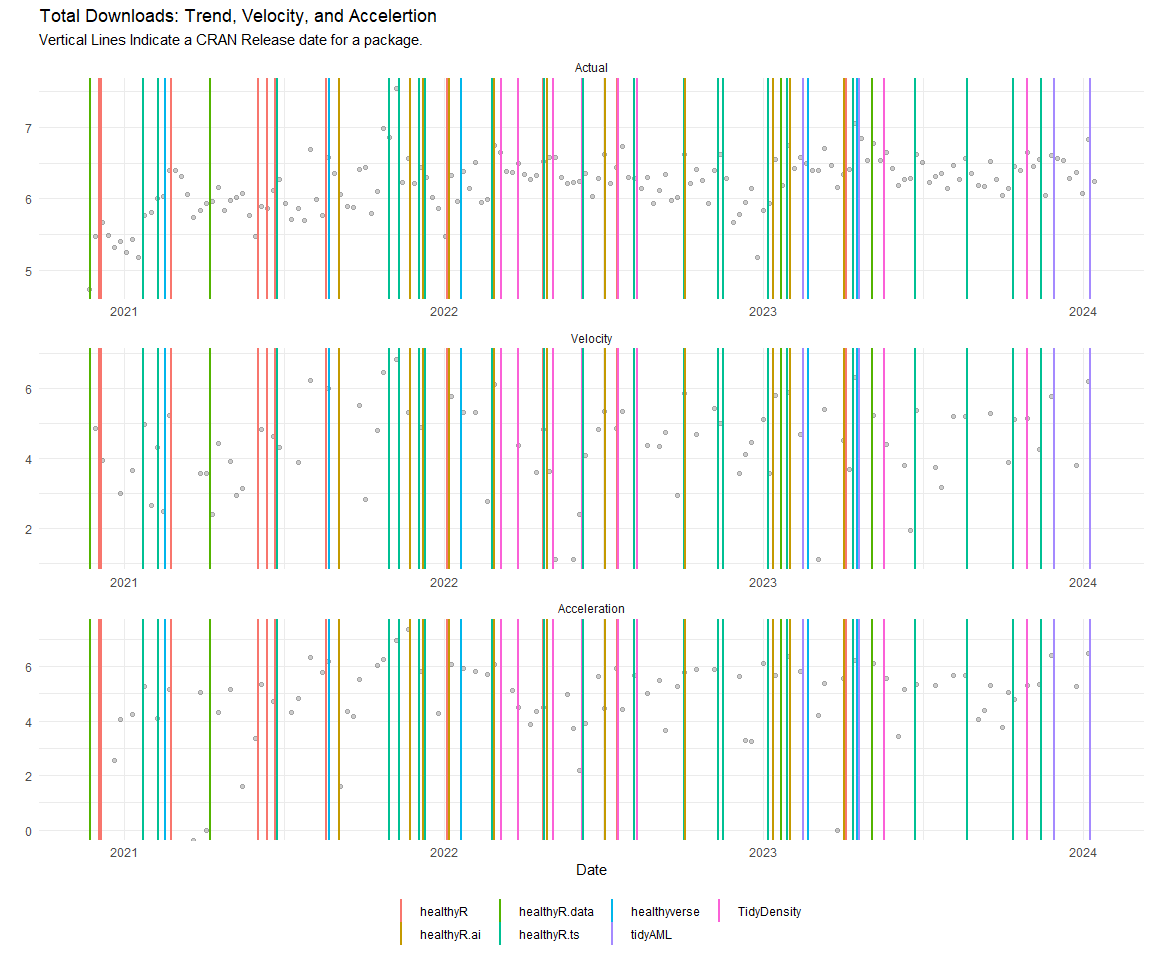 Total Downloads: Trend, Velocity, and Accelertion
Vertical Lines Indicate a CRAN Release date for a package.
Actual
7
6
5
2021 2022 2023 2024
Velocity
6
4
2
2021 2022 2023 2024
Acceleration
6
4
2
0
2021 2022 2023 2024
Date
healthyR healthyR.data healthyverse TidyDensity
healthyR.ai healthyR.ts tidyAML